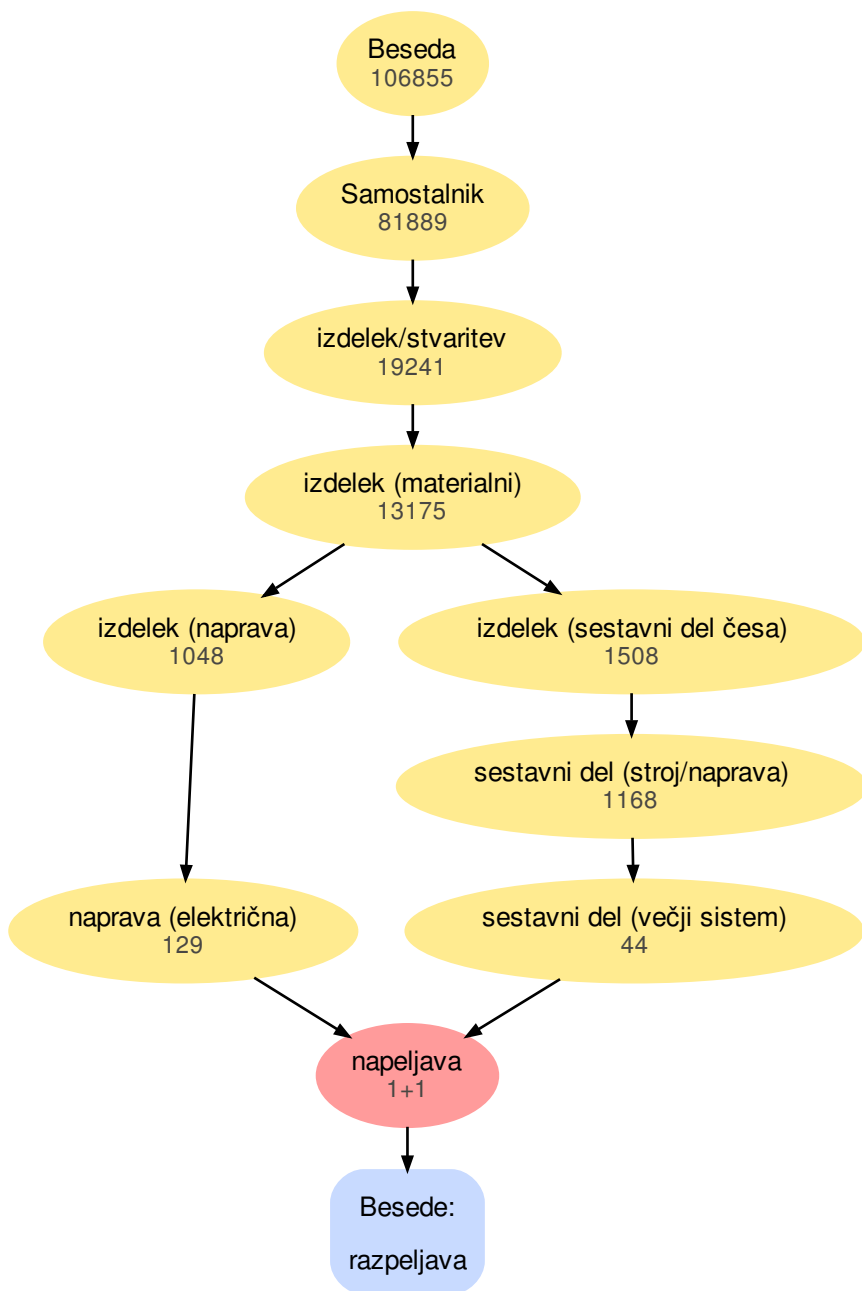 Beseda
106855
Samostalnik
81889
izdelek/stvaritev
19241
izdelek (materialni)
13175
izdelek (naprava)
1048
izdelek (sestavni del česa)
1508
sestavni del (stroj/naprava)
1168
naprava (električna)
129
sestavni del (večji sistem)
44
napeljava
1+1
Besede:
razpeljava